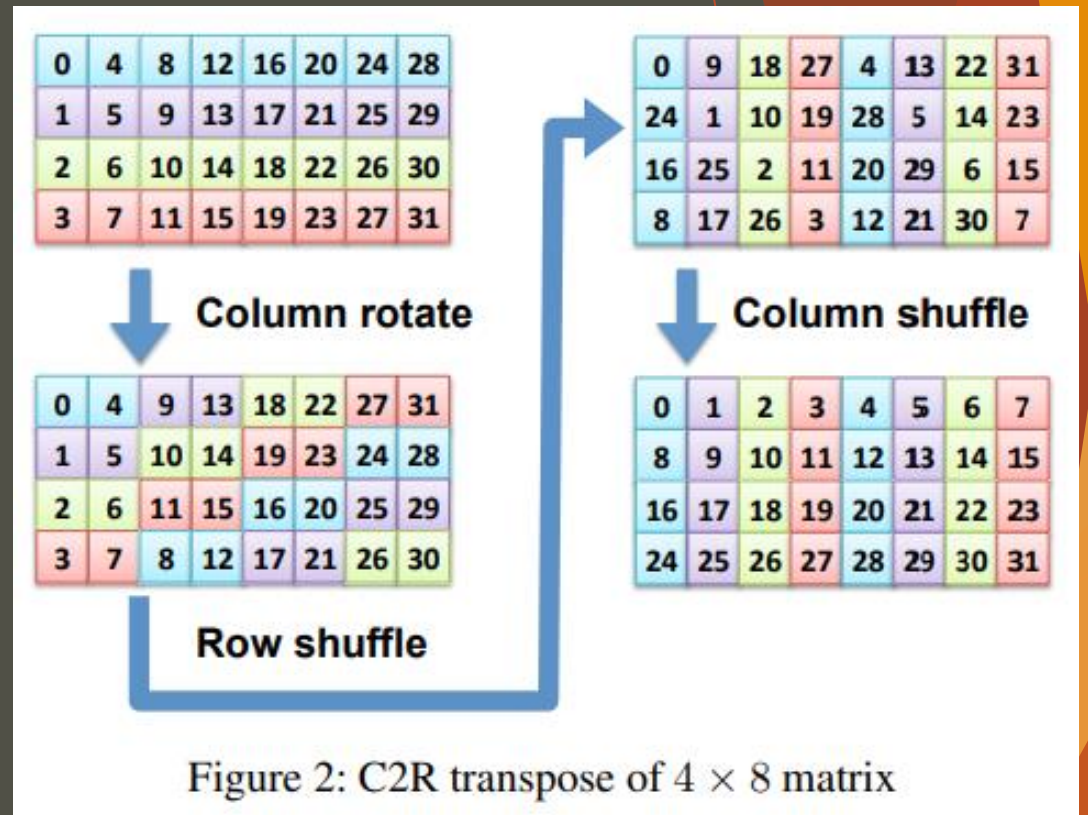 0 4 8 12 16 20 24 28
1 5 9 13 17 21 25 29
2 6 10 14 18 22 26 30
3 7 11 15 19 23 27 31
Column rotate
0 4 9 13 18 22 27 31
1 5 10 14 19 23 24 28
2 6 11 15 16 20 25 29
3 7 8 12 17 21 26 30
Row shuffle
0 9 18 27 4 13 22 31
24 1 10 19 28 5 14 23
16 25 2 11 20 29 6 15
8 17 26 3 12 21 30 7
Column shuffle
0 1 2 3 4 5 6 7
8 9 10 11 12 13 14 15
16 17 18 19 20 21 22 23
24 25 26 27 28 29 30 31
Figure 2: C2R transpose of 4 × 8 matrix